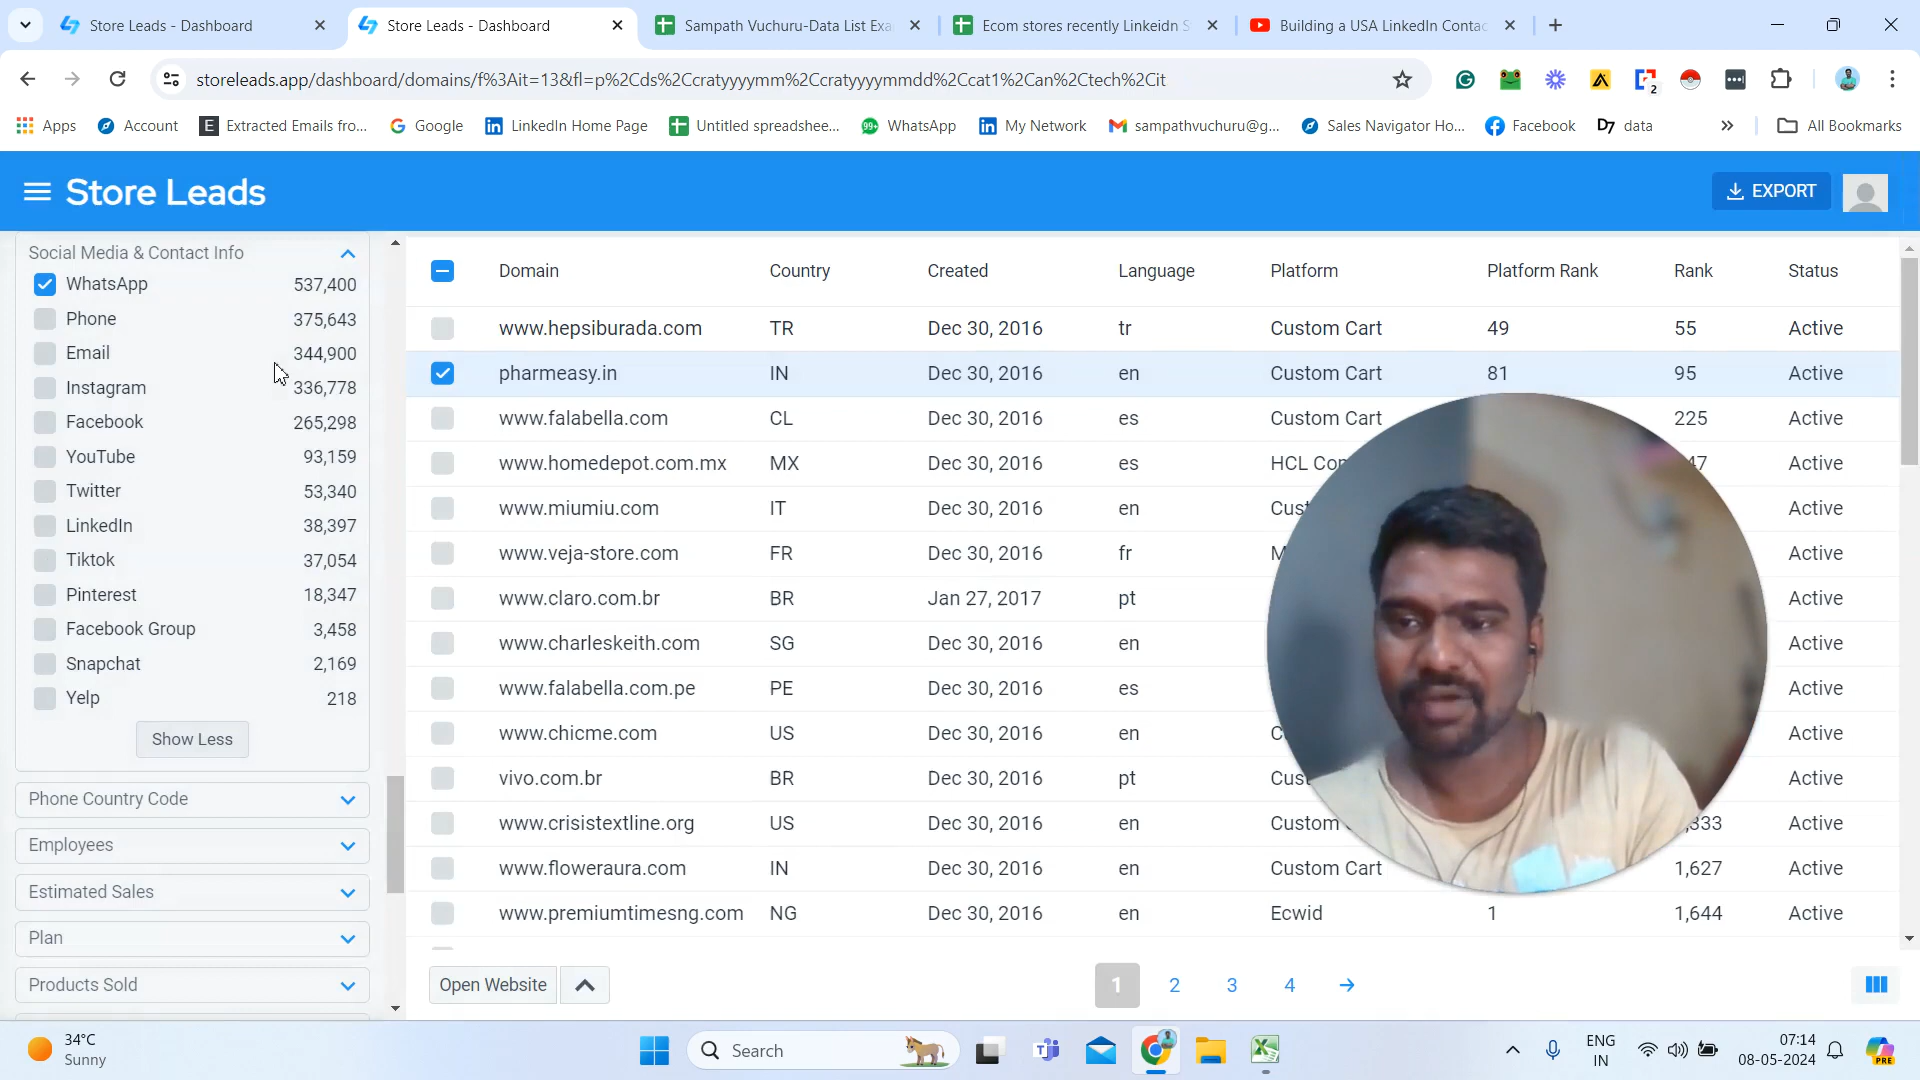 Store Leads - Dashboard
Store Leads - Dashboard
Sampath Vuchuru-Data List Exa
Ecom stores recently Linkeidn S
Building a USA LinkedIn Contac
storeleads.app/dashboard/domains/f%3Ait=13&fl=p%2Cds%2Ccratyyyymm%2Ccratyyyymmdd%2Ccat1%2Can%2Ctech%2Cit
2
Apps
Account
E
Extracted Emails fro...
Google
LinkedIn Home Page
Untitled spreadshee...
99+
WhatsApp
My Network
sampathvuchuru@g...
Sales Navigator Ho...
Facebook
D7
data
All Bookmarks
Store Leads
EXPORT
Social Media & Contact Info
WhatsApp 537,400
Phone 375,643
Email 344,900
Instagram 336,778
Facebook 265,298
YouTube 93,159
Twitter 53,340
LinkedIn 38,397
Tiktok 37,054
Pinterest 18,347
Facebook Group 3,458
Snapchat 2,169
Yelp 218
Show Less
Phone Country Code
Employees
Estimated Sales
Plan
Products Sold
Domain Country Created Language Platform Platform Rank Rank Status
www.hepsiburada.com TR Dec 30, 2016 tr Custom Cart 49 55 Active
pharmeasy.in IN Dec 30, 2016 en Custom Cart 81 95 Active
www.falabella.com CL Dec 30, 2016 es Custom Cart 225 Active
www.homedepot.com.mx MX Dec 30, 2016 es HCL Active
www.miumiu.com IT Dec 30, 2016 en Active
www.veja-store.com FR Dec 30, 2016 fr Active
www.claro.com.br BR Jan 27, 2017 pt Active
www.charleskeith.com SG Dec 30, 2016 en Active
www.falabella.com.pe PE Dec 30, 2016 es Active
www.chicme.com US Dec 30, 2016 en Active
vivo.com.br BR Dec 30, 2016 pt Active
www.crisistextline.org US Dec 30, 2016 en Custom Active
www.floweraura.com IN Dec 30, 2016 en Custom Cart 1,627 Active
www.premiumtimesng.com NG Dec 30, 2016 en Ecwid 1 1,644 Active
Open Website
1 2 3 4
34°C
Sunny
Search
ENG
IN
07:14
08-05-2024
PRE